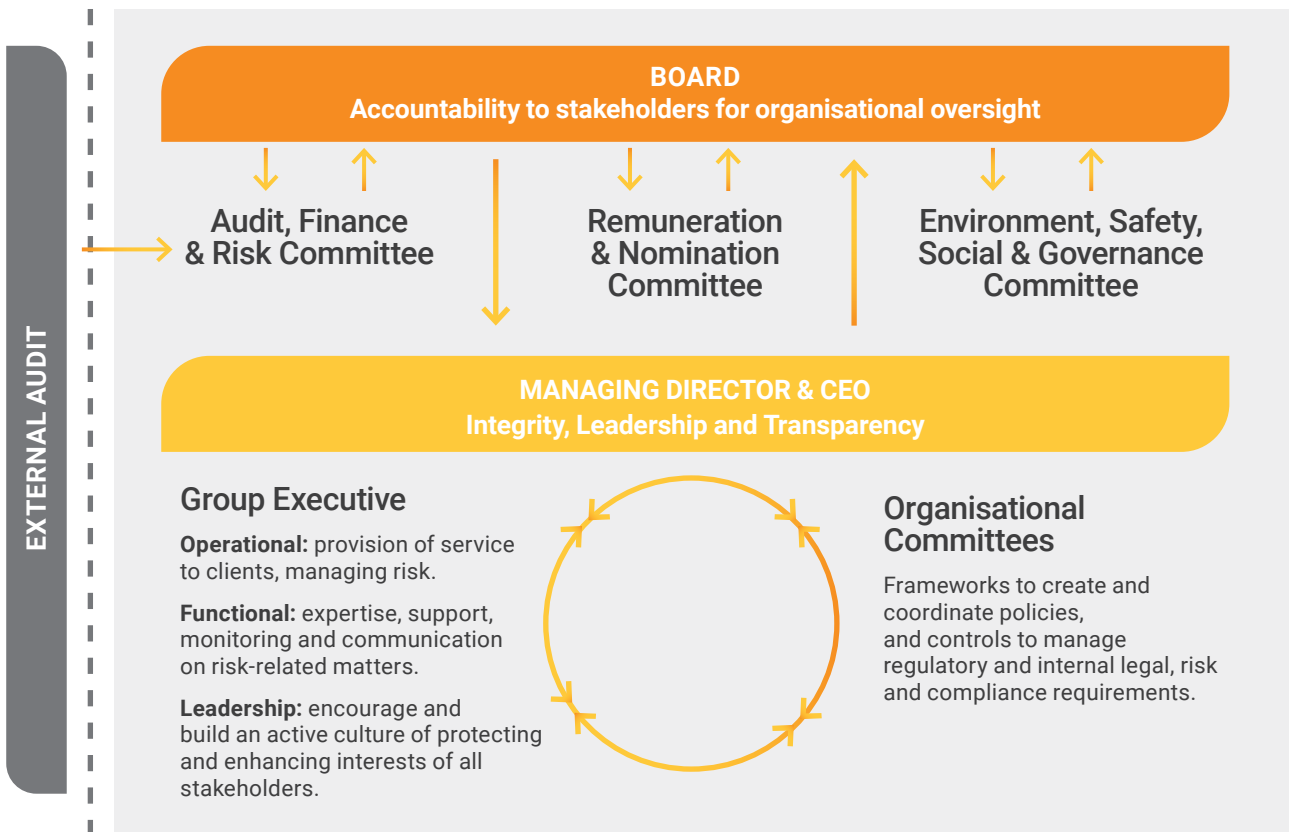 EXTERNAL AUDIT
BOARD
Accountability to stakeholders for organisational oversight
Audit, Finance
& Risk Committee
Remuneration
& Nomination
Committee
Environment, Safety,
Social & Governance
Committee
MANAGING DIRECTOR & CEO
Integrity, Leadership and Transparency
Group Executive
Operational: provision of service
to clients, managing risk.
Functional: expertise, support,
monitoring and communication
on risk-related matters.
Leadership: encourage and
build an active culture of protecting
and enhancing interests of all
stakeholders.
Organisational
Committees
Frameworks to create and
coordinate policies,
and controls to manage
regulatory and internal legal, risk
and compliance requirements.